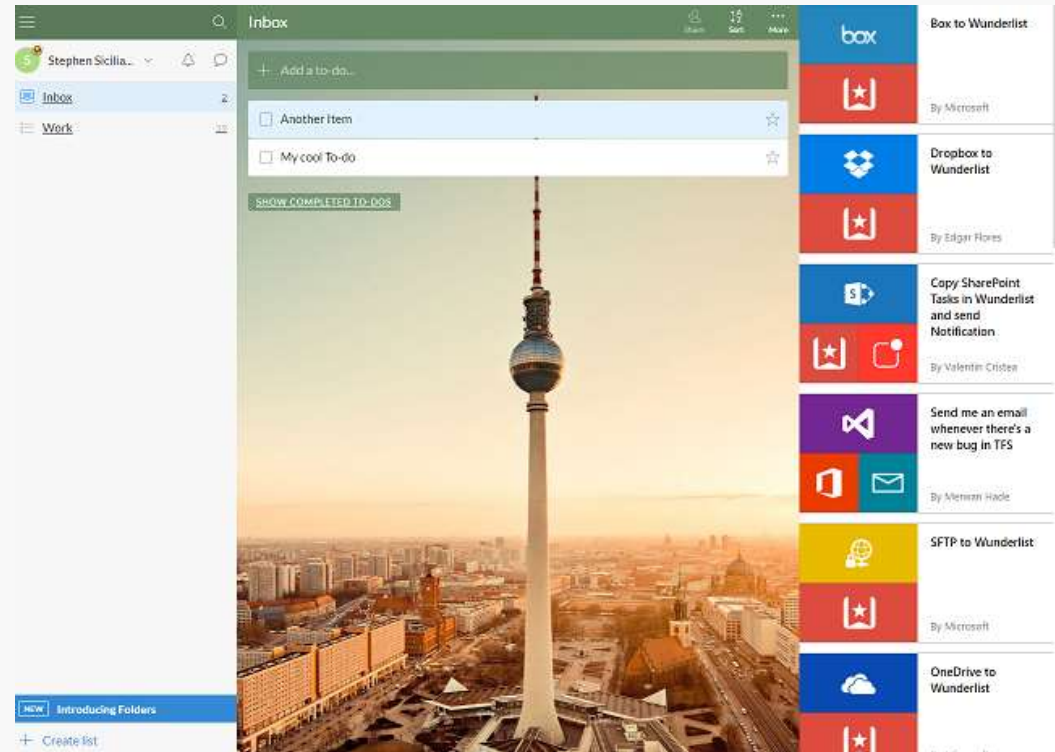 Inbox
Share
Sort
More
Stephen Sicilia...
Inbox 2
Work
+ Add a to-do...
Another Item
My cool To-do
SHOW COMPLETED TO-DOS
NEW Introducing Folders
+ Create list
box
Box to Wunderlist
By Microsoft
Dropbox to
Wunderlist
By Edgar Flores
Copy SharePoint
Tasks in Wunderlist
and send
Notification
By Valentin Cristea
Send me an email
whenever there's a
new bug in TFS
By Merwan Hade
SFTP to Wunderlist
By Microsoft
OneDrive to
Wunderlist